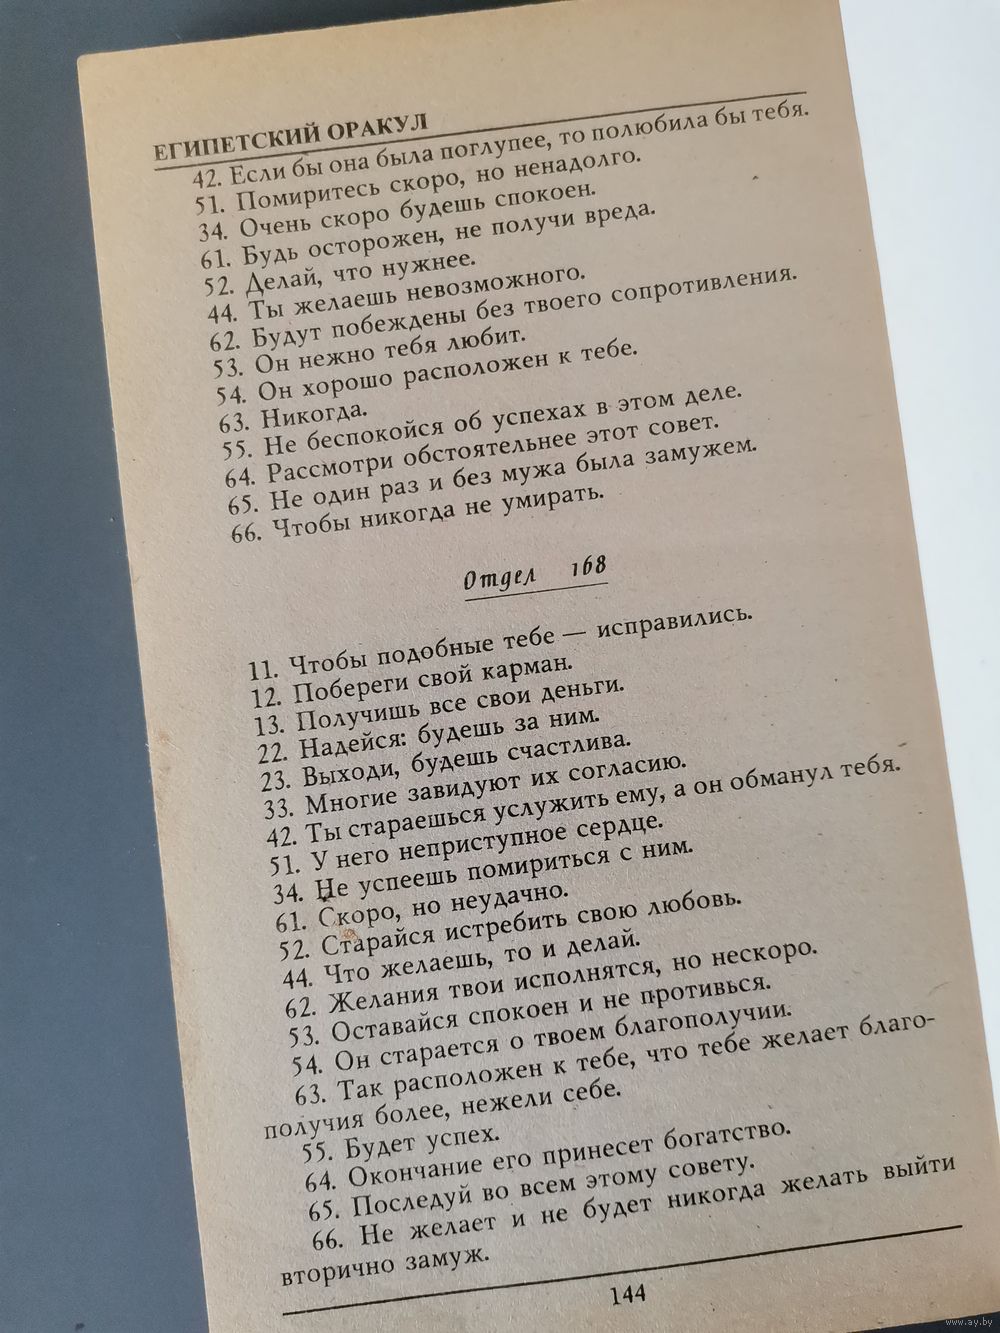 ЕГИПЕТСКИЙ ОРАКУЛ
42. Если бы она была поглупее, то полюбила бы тебя.
51. Помиритесь скоро, но ненадолго.
34. Очень скоро будешь спокоен.
61. Будь осторожен, не получи вреда.
52. Делай, что нужнее.
44. Ты желаешь невозможного.
62. Будут побеждены без твоего сопротивления.
53. Он нежно тебя любит.
54. Он хорошо расположен к тебе.
63. Никогда.
55. Не беспокойся об успехах в этом деле.
64. Рассмотри обстоятельнее этот совет.
65. Не один раз и без мужа была замужем.
66. Чтобы никогда не умирать.
Отдел 168
11. Чтобы подобные тебе — исправились.
12. Побереги свой карман.
13. Получишь все свои деньги.
22. Надейся: будешь за ним.
23. Выходи, будешь счастлива.
33. Многие завидуют их согласию.
42. Ты стараешься услужить ему, а он обманул тебя.
51. У него неприступное сердце.
34. Не успеешь помириться с ним.
61. Скоро, но неудачно.
52. Старайся истребить свою любовь.
44. Что желаешь, то и делай.
62. Желания твои исполнятся, но нескоро.
53. Оставайся спокоен и не противься.
54. Он старается о твоем благополучии.
63. Так расположен к тебе, что тебе желает благо-
получия более, нежели себе.
55. Будет успех.
64. Окончание его принесет богатство.
65. Последуй во всем этому совету.
66. Не желает и не будет никогда желать выйти
вторично замуж.
144
www.ay.by